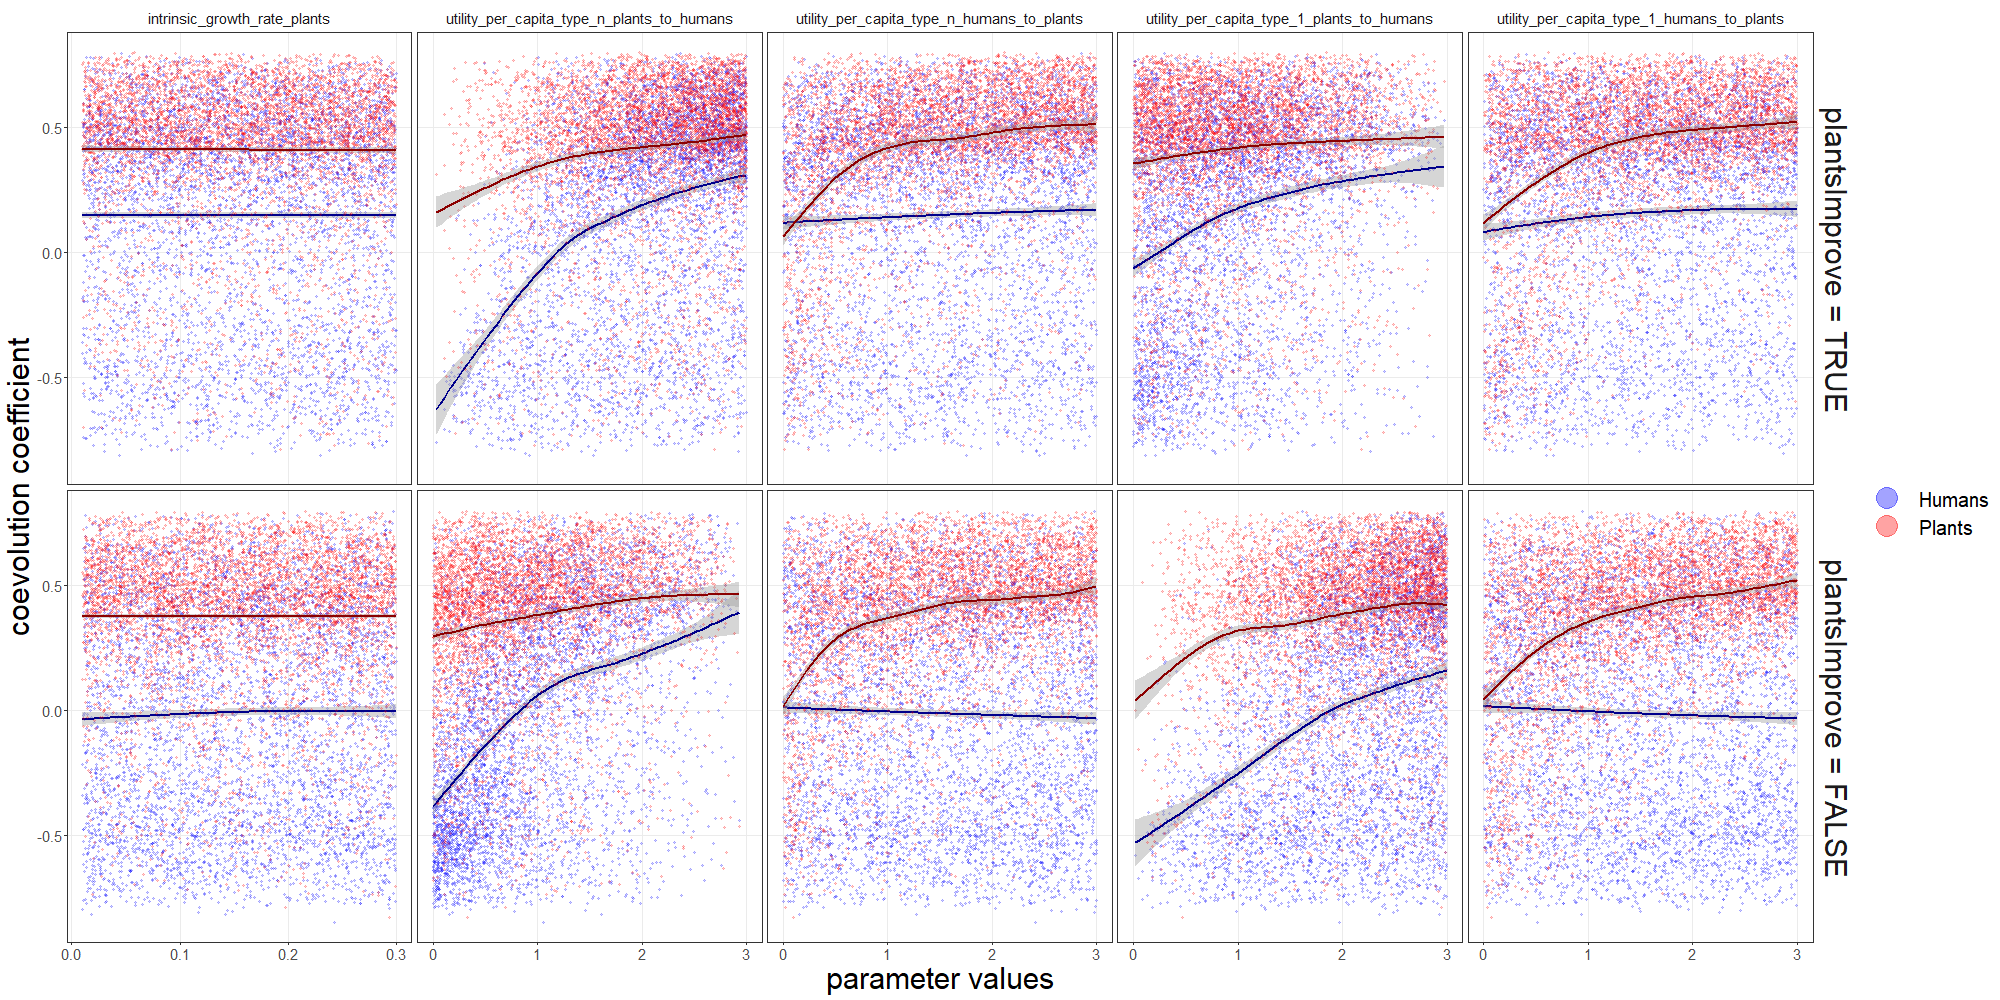 intrinsic_growth_rate_plants
utility_per_capita_type_n_plants_to_humans
utility_per_capita_type_n_humans_to_plants
utility_per_capita_type_1_plants_to_humans
utility_per_capita_type_1_humans_to_plants
0.5
0.0
-0.5
plantsImprove = TRUE
coevolution coefficient
Humans
Plants
0.5
0.0
-0.5
plantsImprove = FALSE
0.0 0.1 0.2 0.3
0 1 2 3
0 1 2 3
0 1 2 3
0 1 2 3
parameter values